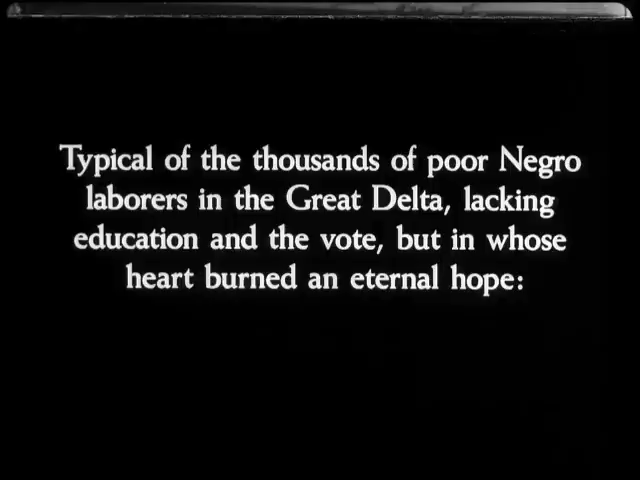 Typical of the thousands of poor Negro
laborers in the Great Delta, lacking
education and the vote, but in whose
heart burned an eternal hope: